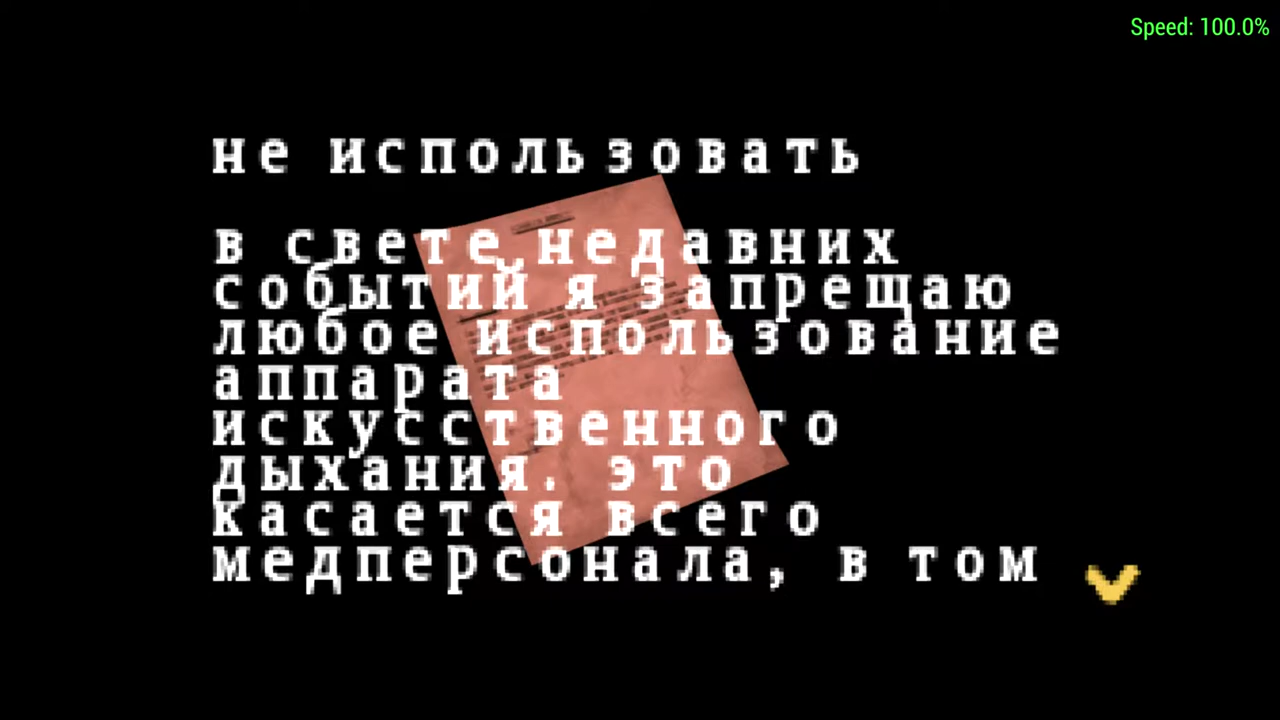 Speed: 100.0%
не использовать
в свете недавних
событий я запрещаю
любое использование
аппарата
искусственного
дыхания. это
касается всего
медперсонала, в том